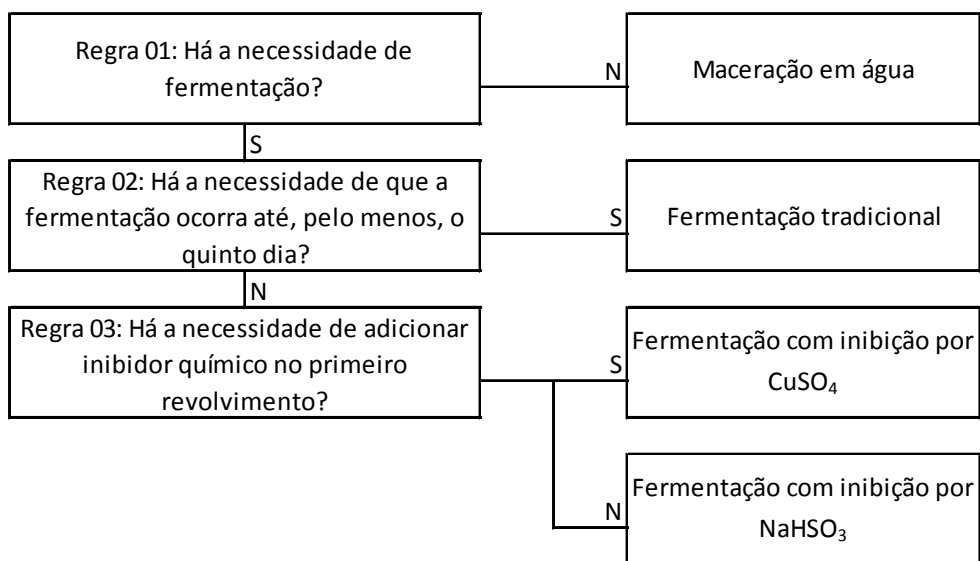 Regra 01: Há a necessidade de
fermentação?
N
Maceração em água
S
Regra 02: Há a necessidade de que a
fermentação ocorra até, pelo menos, o
quinto dia?
S
Fermentação tradicional
N
Regra 03: Há a necessidade de adicionar
inibidor químico no primeiro
revolvimento?
S
Fermentação com inibição por
CuSO₄
N
Fermentação com inibição por
NaHSO₃